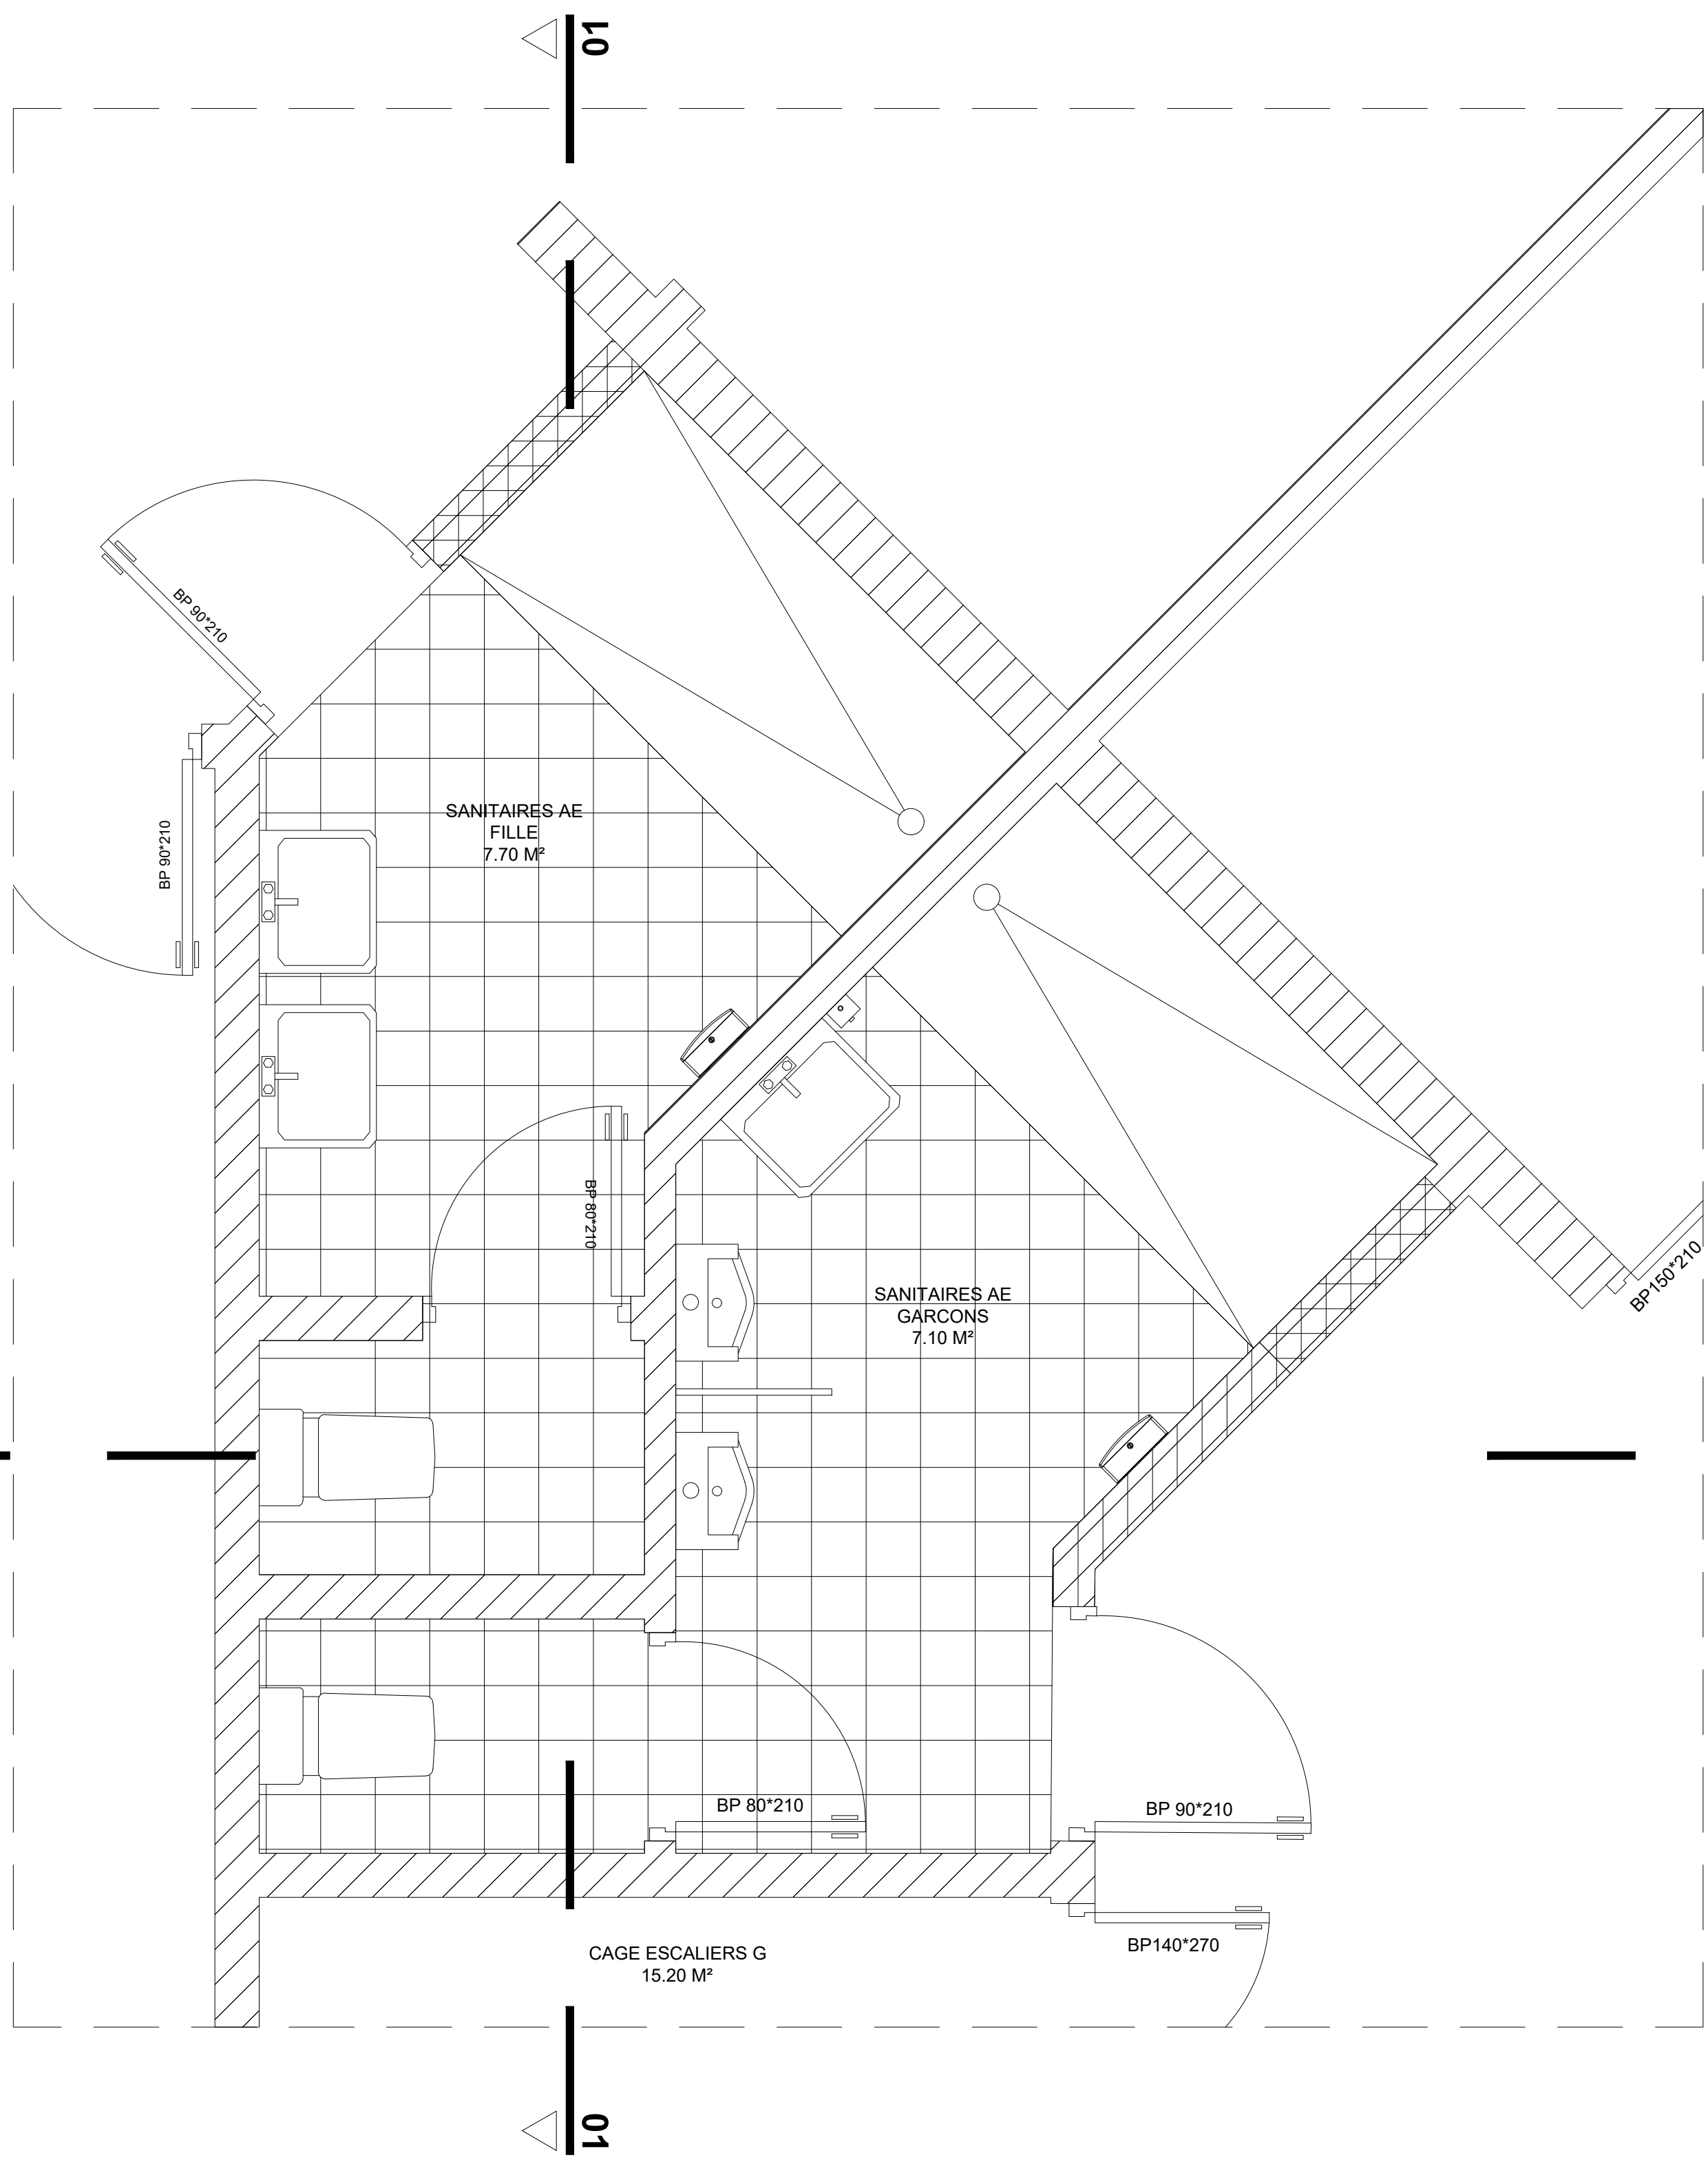 01
BP 90*210
BP 90*210
SANITAIRES AE
FILLE
7.70 M²
BP 80*210
SANITAIRES AE
GARCONS
7.10 M²
BP150*210
BP 80*210
BP 90*210
BP140*270
CAGE ESCALIERS G
15.20 M²
01